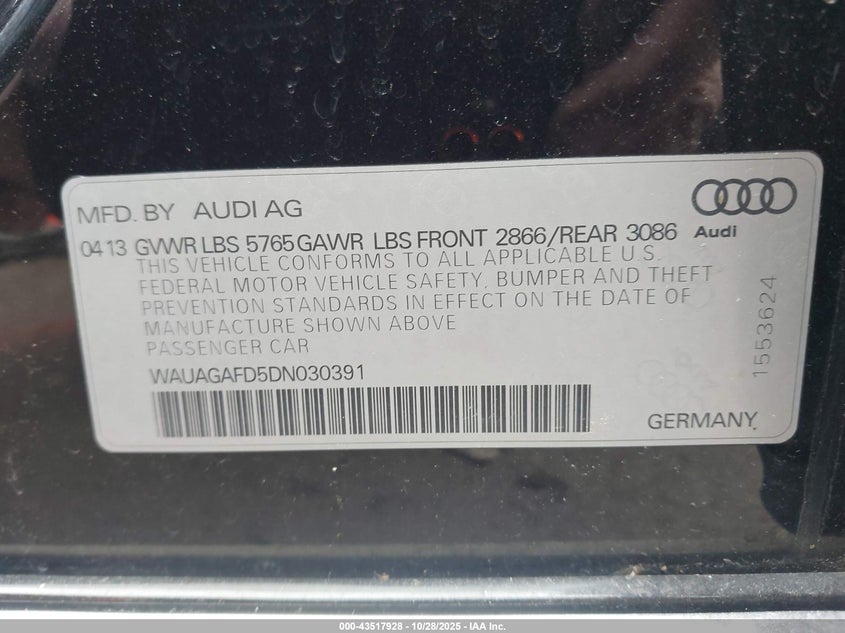 MFD. BY AUDI AG
Audi
04 13 GVWR LBS 5765 GAWR LBS FRONT 2866/REAR 3086
THIS VEHICLE CONFORMS TO ALL APPLICABLE U.S.
FEDERAL MOTOR VEHICLE SAFETY, BUMPER AND THEFT
PREVENTION STANDARDS IN EFFECT ON THE DATE OF
MANUFACTURE SHOWN ABOVE
PASSENGER CAR
WAUAGAFD5DN030391
1553624
GERMANY
000-43517928 - 10/28/2025 - IAA Inc.